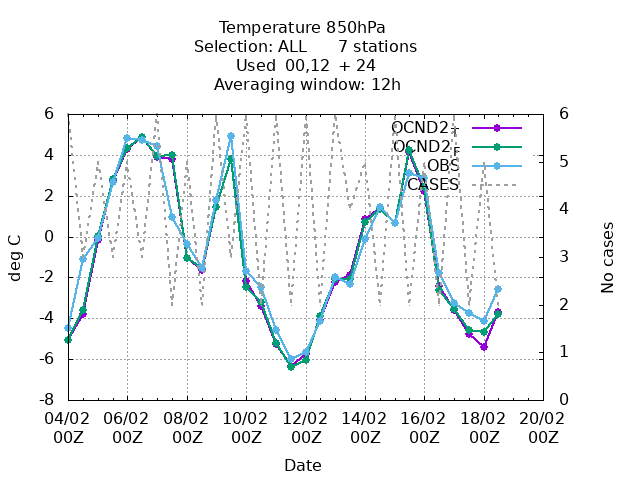 Temperature 850hPa
Selection: ALL 7 stations
Used 00,12 + 24
Averaging window: 12h
6 6
OCND2
OCND2
4 5
OBS
CASES
2 4
0
deg C 3 No cases
-2
-4 2
-6 1
-8 0
04/02 06/02 08/02 10/02 12/02 14/02 16/02 18/02 20/02
00Z 00Z 00Z 00Z 00Z 00Z 00Z 00Z 00Z
Date